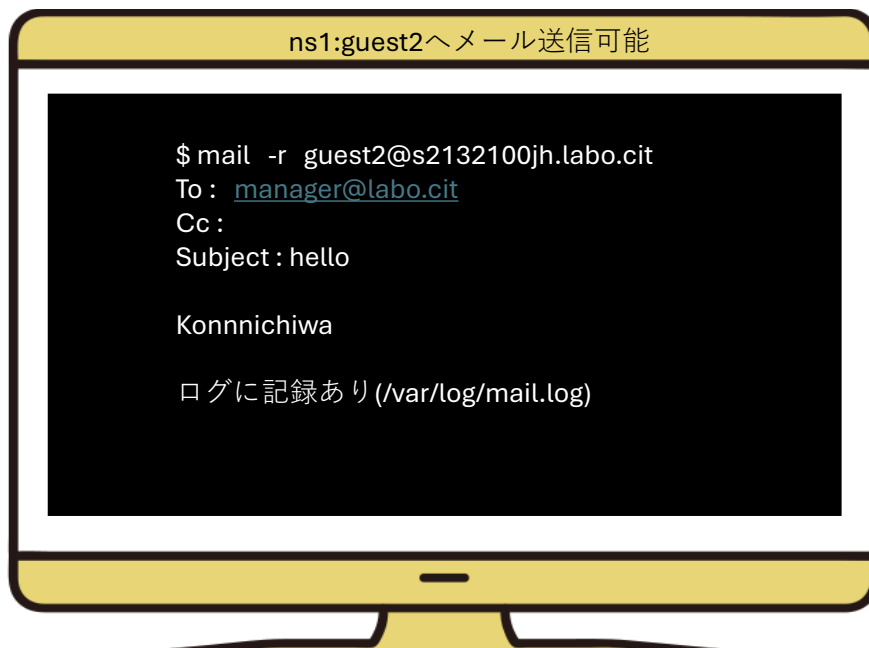 ns1:guest2へメール送信可能
$ mail -r guest2@s2132100jh.labo.cit
To : manager@labo.cit
Cc :
Subject : hello
Konnnichiwa
ログに記録あり(/var/log/mail.log)